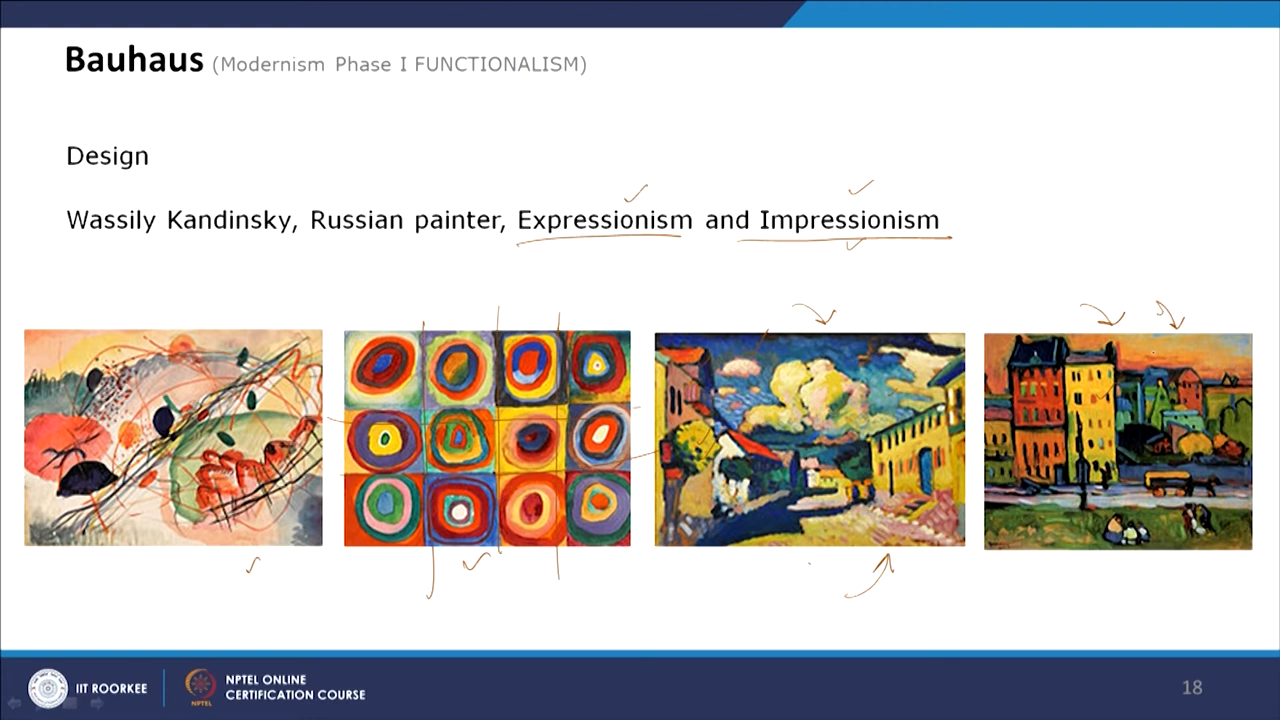 Bauhaus (Modernism Phase I FUNCTIONALISM)
Design
Wassily Kandinsky, Russian painter, Expressionism and Impressionism
IIT ROORKEE
NPTEL
NPTEL ONLINE
CERTIFICATION COURSE
18